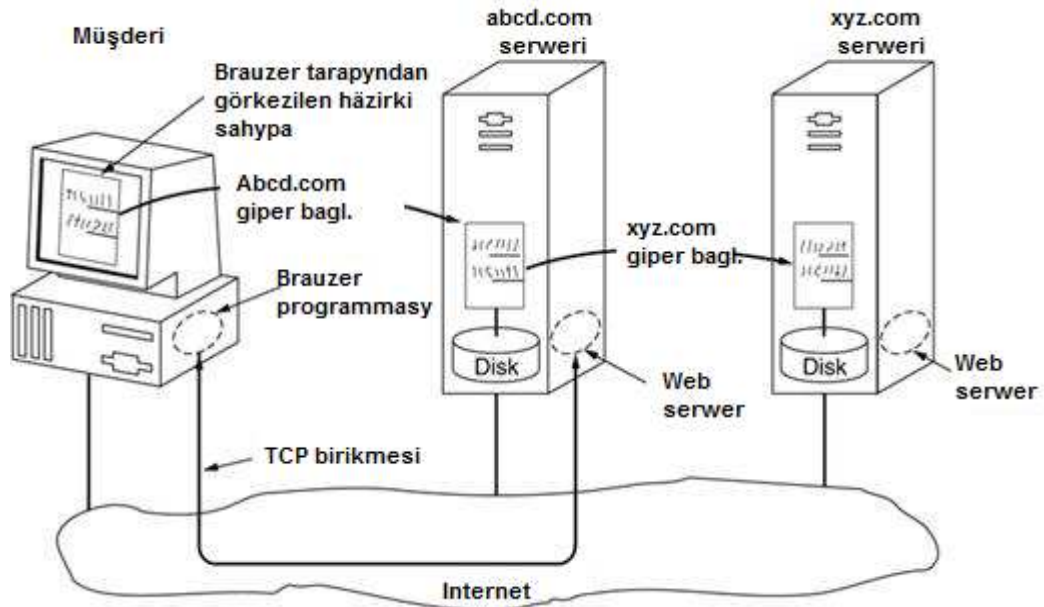 Müşderi
abcd.com
serweri
xyz.com
serweri
Brauzer tarapyndan
görkezilen häzirki
sahypa
Abcd.com
giper bagl.
xyz.com
giper bagl.
Brauzer
programmasy
Disk
Disk
Web
serwer
Web
serwer
TCP birikmesi
Internet